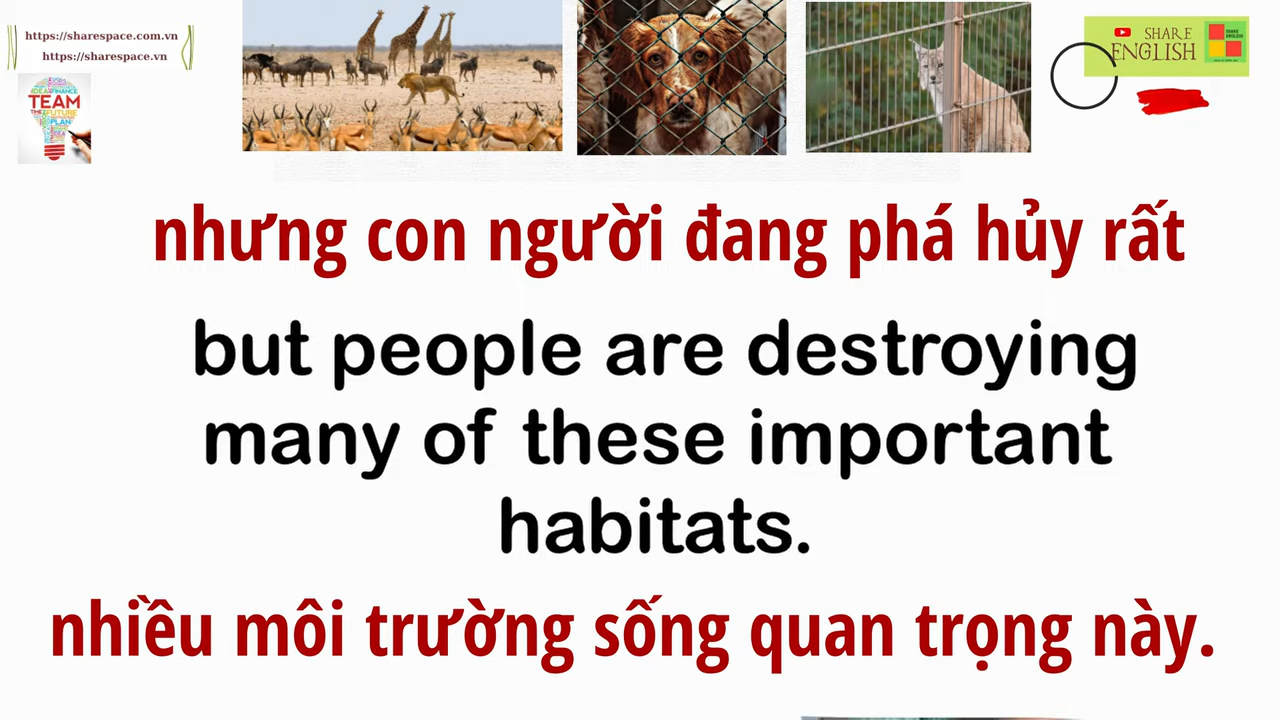 https://sharespace.com.vn
https://sharespace.vn
TEAM
PLAN
SHARE
ENGLISH
nhưng con người đang phá hủy rất
but people are destroying
many of these important
habitats.
nhiều môi trường sống quan trọng này.